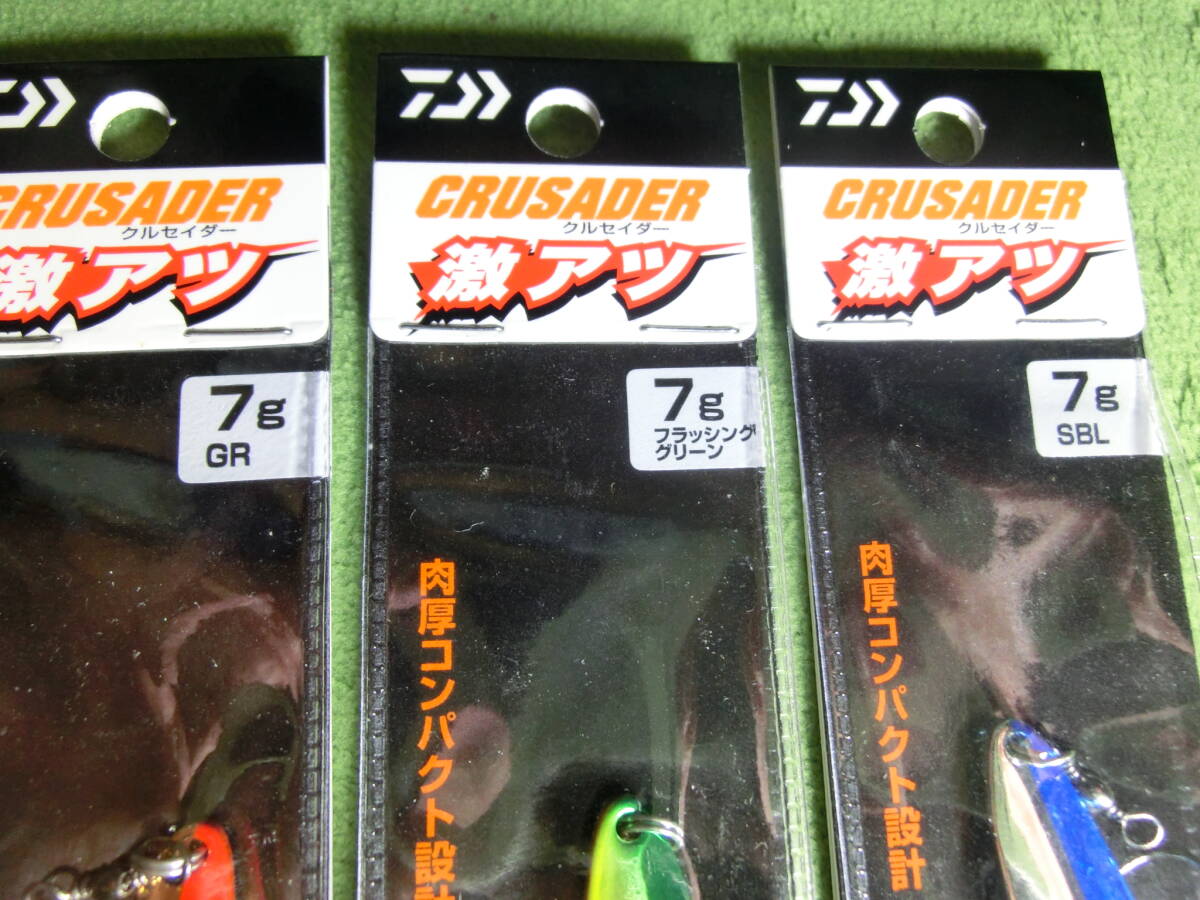 CRUSADER
クルセイダー
激アツ
7g
GR
CRUSADER
クルセイダー
激アツ
7g
フラッシング
グリーン
肉厚コンパクト設計
CRUSADER
クルセイダー
激アツ
7g
SBL
肉厚コンパクト設計